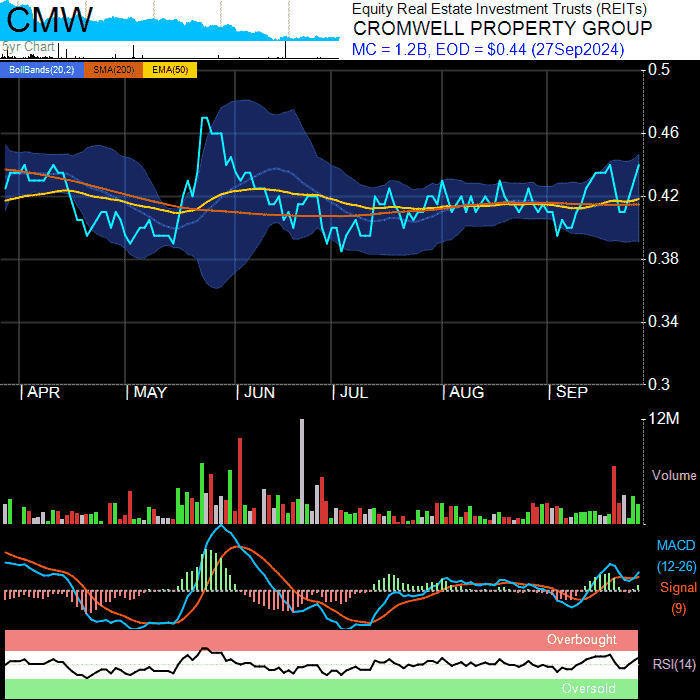 CMW
Equity Real Estate Investment Trusts (REITs)
CROMWELL PROPERTY GROUP
MC = 1.2B, EOD = $0.44 (27Sep2024)
5yr Chart
BollBands(20,2) SMA(200) EMA(50)
0.5
0.46
0.42
0.38
0.34
0.3
APR MAY JUN JUL AUG SEP
12M
Volume
MACD
(12-26)
Signal
(9)
Overbought
RSI(14)
Oversold